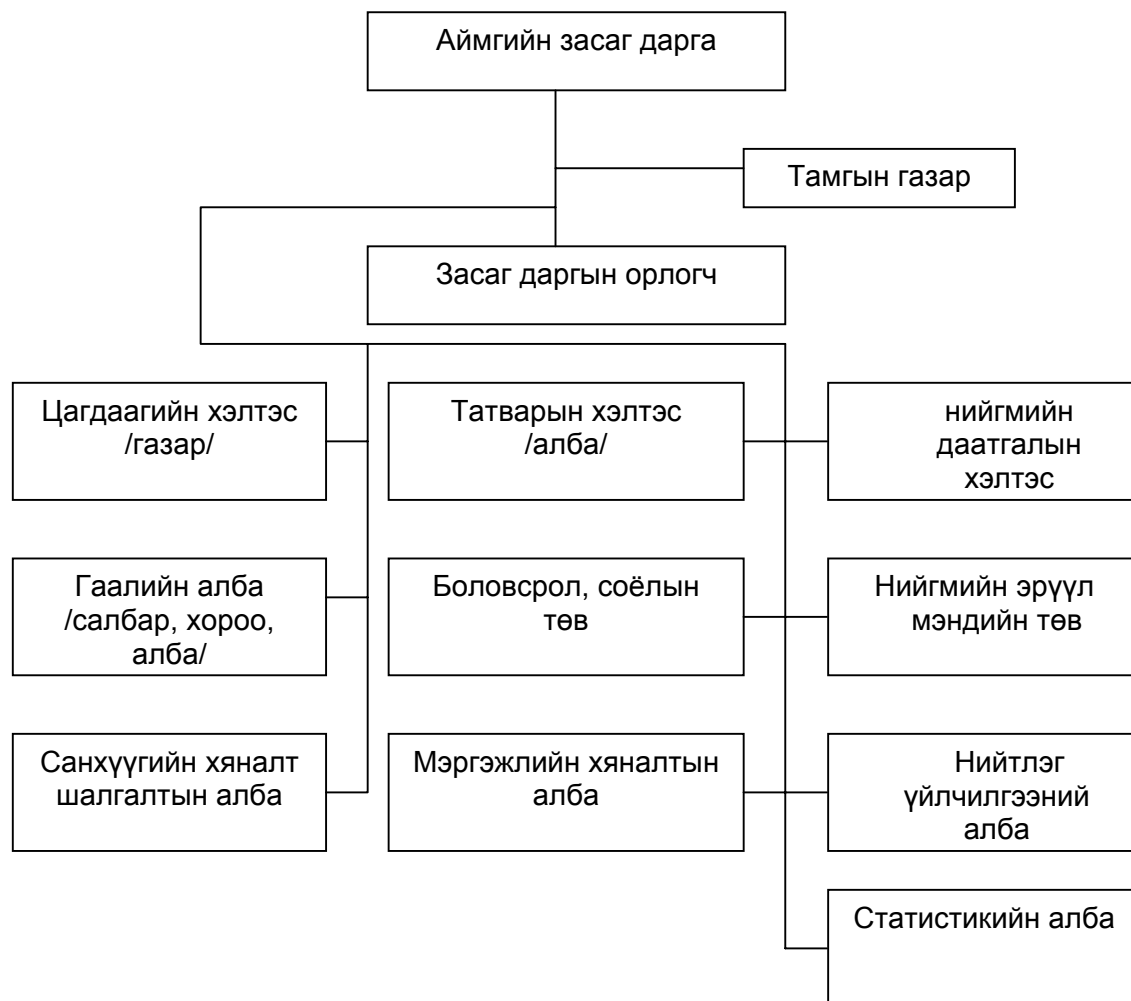 Аймгийн засаг дарга
Тамгын газар
Засаг даргын орлогч
Цагдаагийн хэлтэс
/газар/
Татварын хэлтэс
/алба/
нийгмийн
даатгалын
хэлтэс
Гаалийн алба
/салбар, хороо,
алба/
Боловсрол, соёлын
төв
Нийгмийн эрүүл
мэндийн төв
Санхүүгийн хяналт
шалгалтын алба
Мэргэжлийн хяналтын
алба
Нийтлэг
үйлчилгээний
алба
Статистикийн алба